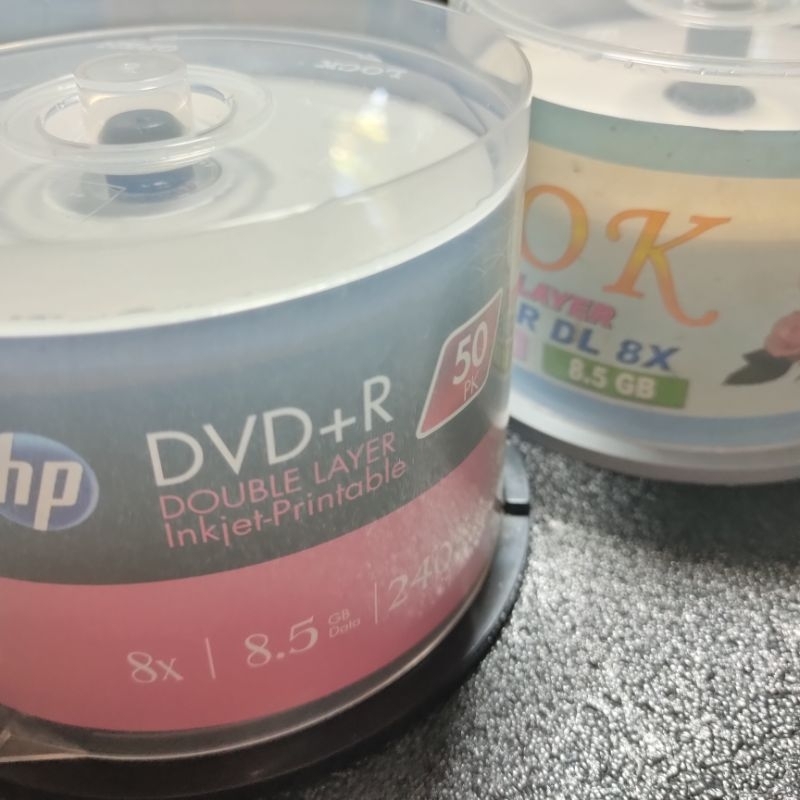 LOCK
hp
DVD+R
DOUBLE LAYER
Inkjet-Printable
50
PK
8x | 8.5 GB Data | 240
OK
LAYER
R DL 8X
8.5 GB